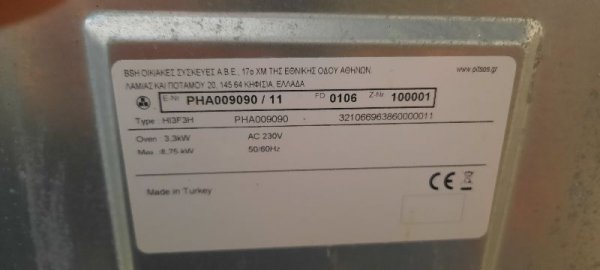 BSH ΟΙΚΙΑΚΕΣ ΣΥΣΚΕΥΕΣ Α.Β.Ε., 17ο ΧΜ ΤΗΣ ΕΘΝΙΚΗΣ ΟΔΟΥ ΑΘΗΝΩΝ www.pitsos.gr
ΛΑΜΙΑΣ ΚΑΙ ΠΟΤΑΜΟΥ 20, 145 64 ΚΗΦΙΣΙΑ, ΕΛΛΑΔΑ
E-Nr PHA009090 / 11 FD 0106 Z-Nr 100001
Type HI3F3H PHA009090 321066963860000011
Oven 3,3kW AC 230V
Max 8,75 kW 50/60Hz
Made in Turkey CE